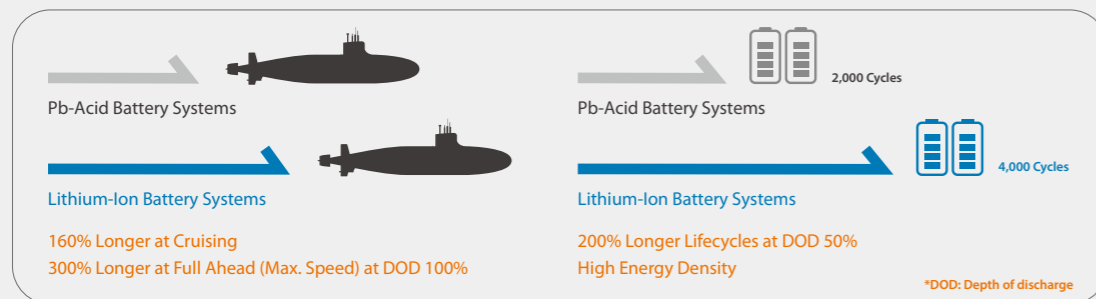 Pb-Acid Battery Systems
Lithium-Ion Battery Systems
160% Longer at Cruising
300% Longer at Full Ahead (Max. Speed) at DOD 100%
2,000 Cycles
Pb-Acid Battery Systems
4,000 Cycles
Lithium-Ion Battery Systems
200% Longer Lifecycles at DOD 50%
High Energy Density
*DOD: Depth of discharge